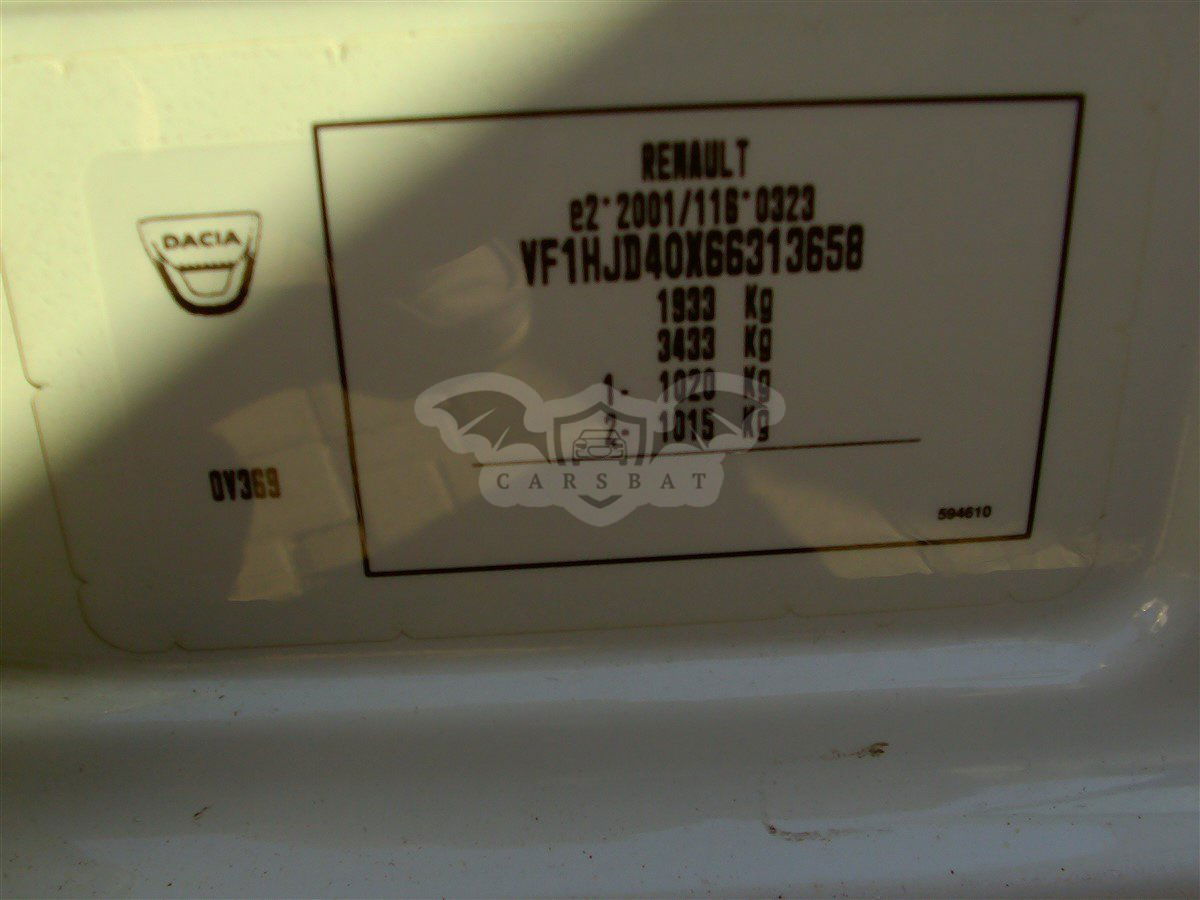 DACIA
RENAULT
e2*2001/116*0323
VF1HJD40X66313658
1933 Kg
3433 Kg
1- 1020 Kg
2- 1015 Kg
CARSBAT
0V369
594610